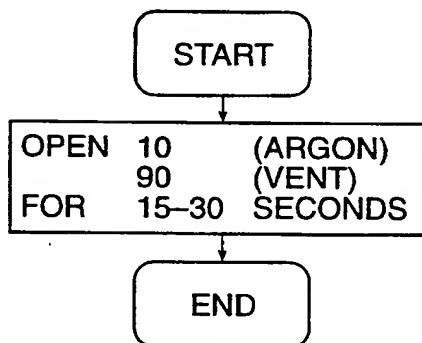 START
OPEN 10 (ARGON)
90 (VENT)
FOR 15–30 SECONDS
END